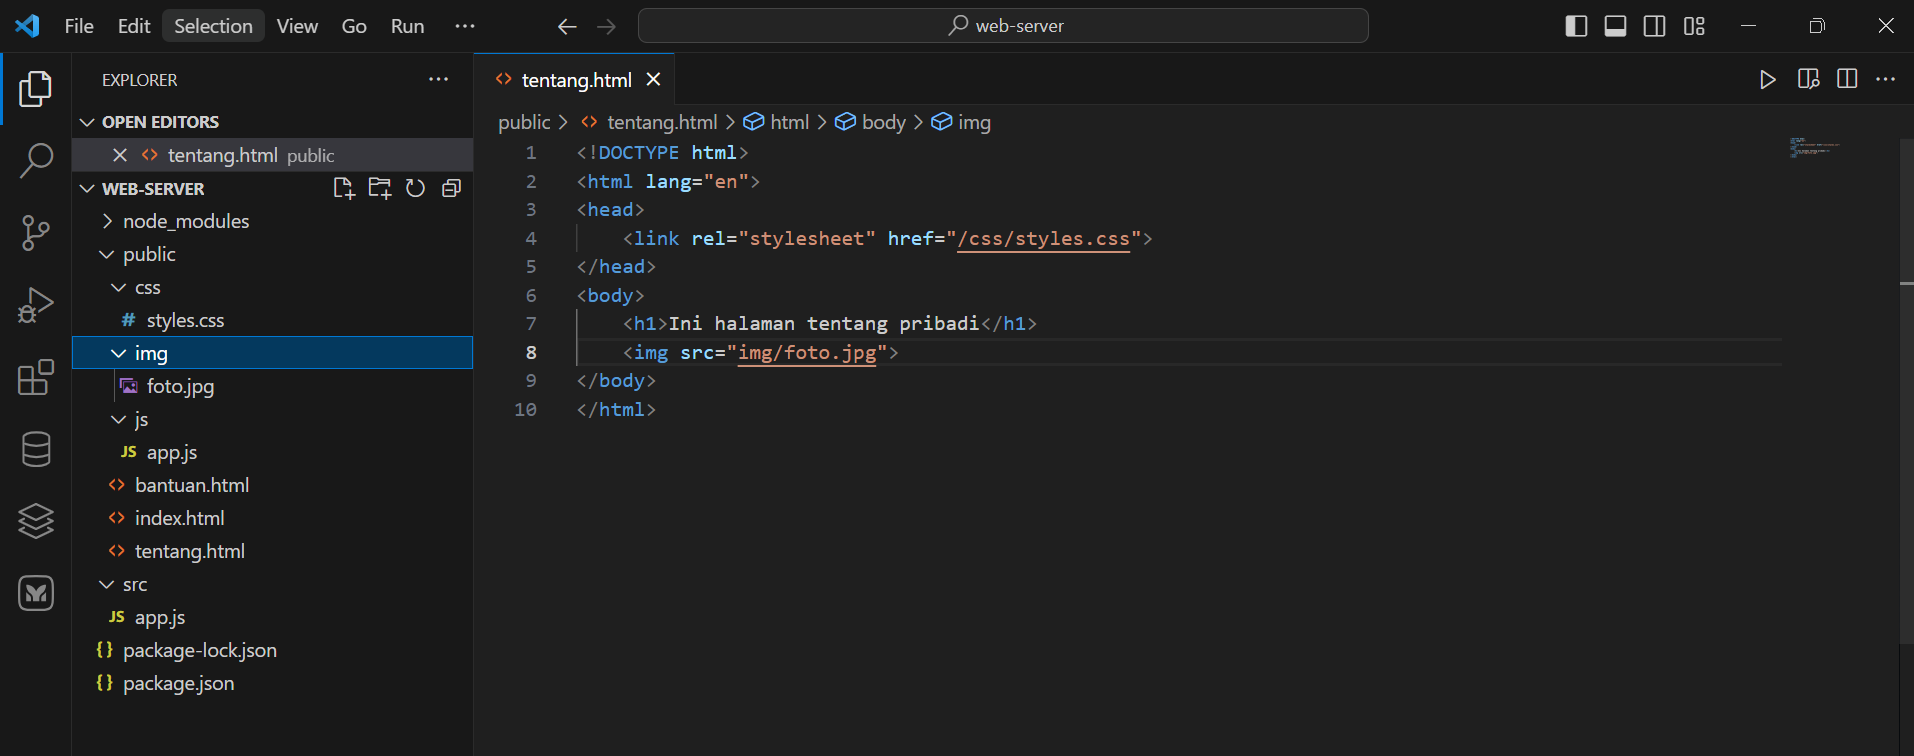 File Edit Selection View Go Run ··· web-server
EXPLORER ···
OPEN EDITORS
tentang.html public
WEB-SERVER
node_modules
public
css
# styles.css
img
foto.jpg
js
JS app.js
<> bantuan.html
<> index.html
<> tentang.html
src
JS app.js
{} package-lock.json
{} package.json
<> tentang.html
public > <> tentang.html > html > body > img
1 <!DOCTYPE html>
2 <html lang="en">
3 <head>
4 <link rel="stylesheet" href="/css/styles.css">
5 </head>
6 <body>
7 <h1>Ini halaman tentang pribadi</h1>
8 <img src="img/foto.jpg">
9 </body>
10 </html>